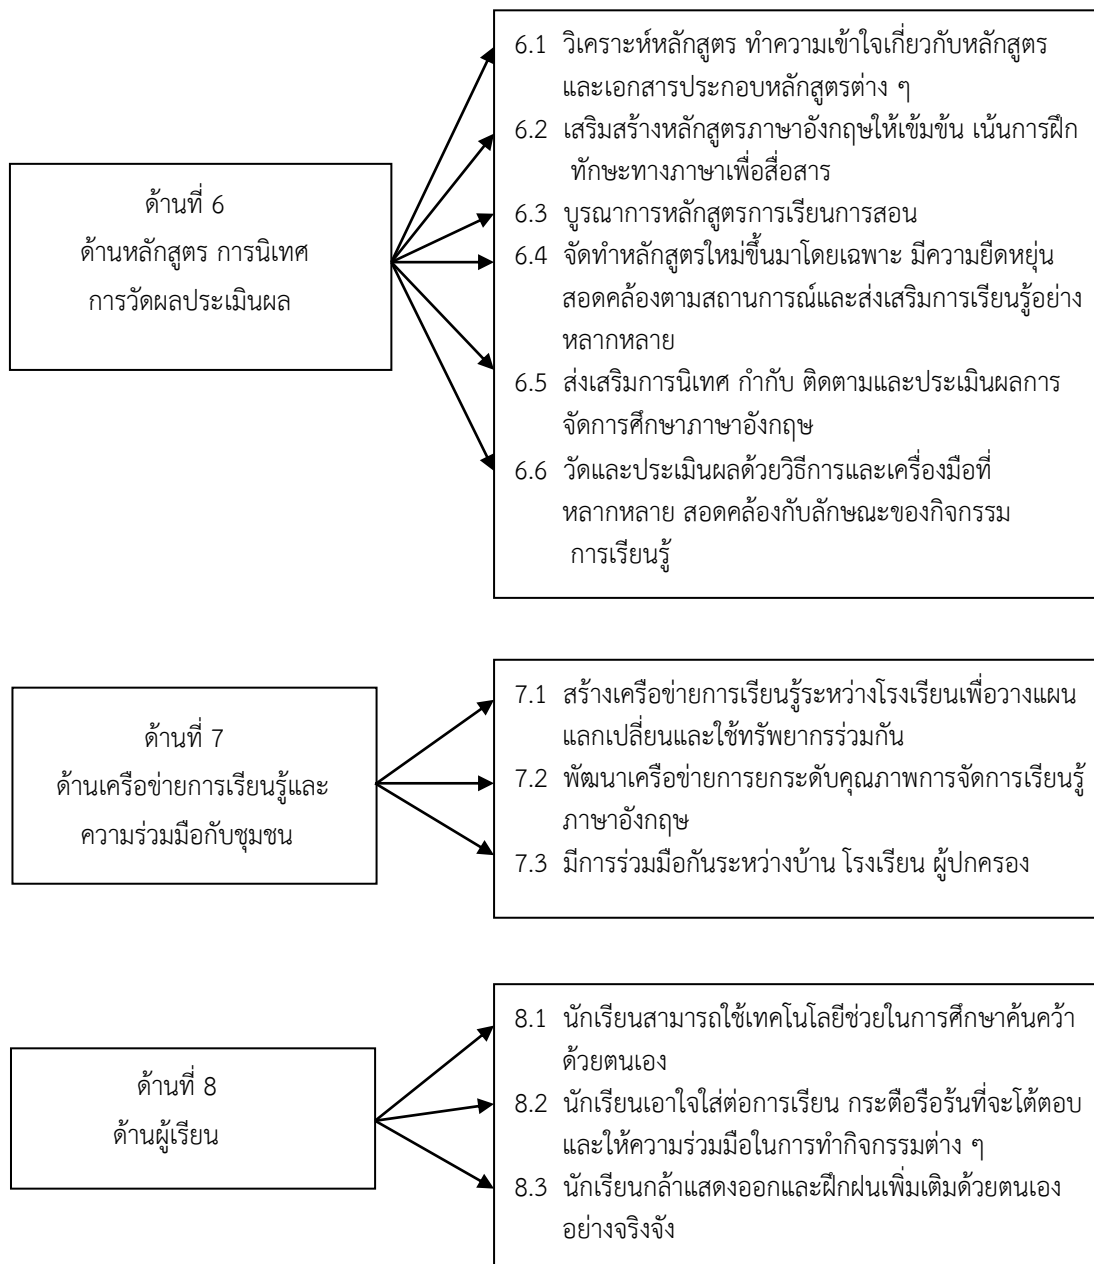 ด้านที่ 6
ด้านหลักสูตร การนิเทศ
การวัดผลประเมินผล
6.1 วิเคราะห์หลักสูตร ทำความเข้าใจเกี่ยวกับหลักสูตร
และเอกสารประกอบหลักสูตรต่าง ๆ
6.2 เสริมสร้างหลักสูตรภาษาอังกฤษให้เข้มข้น เน้นการฝึก
ทักษะทางภาษาเพื่อสื่อสาร
6.3 บูรณาการหลักสูตรการเรียนการสอน
6.4 จัดทำหลักสูตรใหม่ขึ้นมาโดยเฉพาะ มีความยืดหยุ่น
สอดคล้องตามสถานการณ์และส่งเสริมการเรียนรู้อย่าง
หลากหลาย
6.5 ส่งเสริมการนิเทศ กำกับ ติดตามและประเมินผลการ
จัดการศึกษาภาษาอังกฤษ
6.6 วัดและประเมินผลด้วยวิธีการและเครื่องมือที่
หลากหลาย สอดคล้องกับลักษณะของกิจกรรม
การเรียนรู้
ด้านที่ 7
ด้านเครือข่ายการเรียนรู้และ
ความร่วมมือกับชุมชน
7.1 สร้างเครือข่ายการเรียนรู้ระหว่างโรงเรียนเพื่อวางแผน
แลกเปลี่ยนและใช้ทรัพยากรร่วมกัน
7.2 พัฒนาเครือข่ายการยกระดับคุณภาพการจัดการเรียนรู้
ภาษาอังกฤษ
7.3 มีการร่วมมือกันระหว่างบ้าน โรงเรียน ผู้ปกครอง
ด้านที่ 8
ด้านผู้เรียน
8.1 นักเรียนสามารถใช้เทคโนโลยีช่วยในการศึกษาค้นคว้า
ด้วยตนเอง
8.2 นักเรียนเอาใจใส่ต่อการเรียน กระตือรือร้นที่จะโต้ตอบ
และให้ความร่วมมือในการทำกิจกรรมต่าง ๆ
8.3 นักเรียนกล้าแสดงออกและฝึกฝนเพิ่มเติมด้วยตนเอง
อย่างจริงจัง